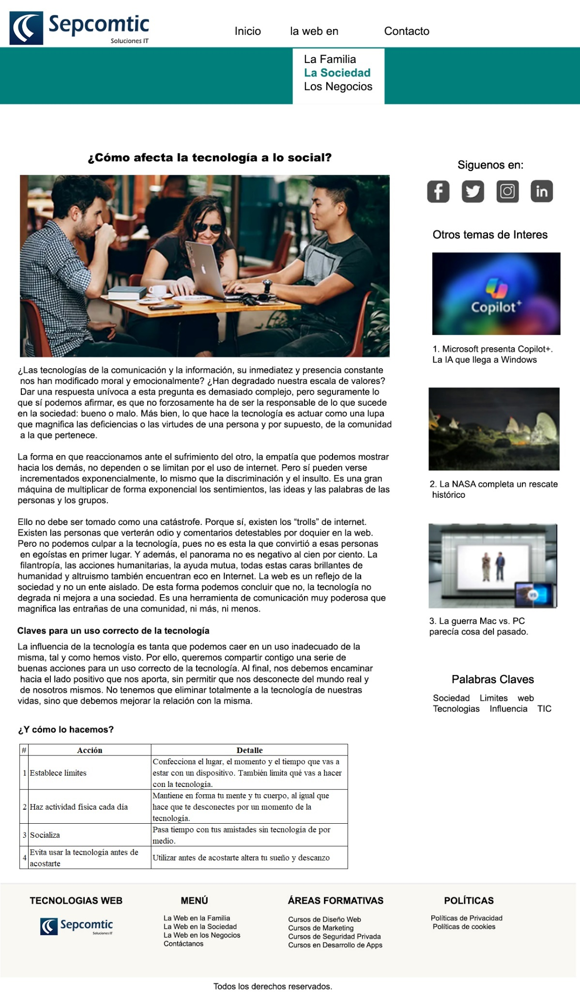 Sepcomtic
Soluciones IT
Inicio la web en Contacto
La Familia
La Sociedad
Los Negocios
¿Cómo afecta la tecnología a lo social?
¿Las tecnologías de la comunicación y la información, su inmediatez y presencia constante
nos han modificado moral y emocionalmente? ¿Han degradado nuestra escala de valores?
Dar una respuesta unívoca a esta pregunta es demasiado complejo, pero seguramente lo
que sí podemos afirmar, es que no forzosamente ha de ser la responsable de lo que sucede
en la sociedad: bueno o malo. Más bien, lo que hace la tecnología es actuar como una lupa
que magnifica las deficiencias o las virtudes de una persona y por supuesto, de la comunidad
a la que pertenece.
La forma en que reaccionamos ante el sufrimiento del otro, la empatía que podemos mostrar
hacia los demás, no dependen o se limitan por el uso de internet. Pero sí pueden verse
incrementados exponencialmente, lo mismo que la discriminación y el insulto. Es una gran
máquina de multiplicar de forma exponencial los sentimientos, las ideas y las palabras de las
personas y los grupos.
Ello no debe ser tomado como una catástrofe. Porque sí, existen los “trolls” de internet.
Existen las personas que verterán odio y comentarios detestables por doquier en la web.
Pero no podemos culpar a la tecnología, pues no es esta la que convirtió a esas personas
en egoístas en primer lugar. Y además, el panorama no es negativo al cien por ciento. La
filantropía, las acciones humanitarias, la ayuda mutua, todas estas caras brillantes de
humanidad y altruismo también encuentran eco en Internet. La web es un reflejo de la
sociedad y no un ente aislado. De esta forma podemos concluir que no, la tecnología no
degrada ni mejora a una sociedad. Es una herramienta de comunicación muy poderosa que
magnifica las entrañas de una comunidad, ni más, ni menos.
Claves para un uso correcto de la tecnología
La influencia de la tecnología es tanta que podemos caer en un uso inadecuado de la
misma, tal y como hemos visto. Por ello, queremos compartir contigo una serie de
buenas acciones para un uso correcto de la tecnología. Al final, nos debemos encaminar
hacia el lado positivo que nos aporta, sin permitir que nos desconecte del mundo real y
de nosotros mismos. No tenemos que eliminar totalmente a la tecnología de nuestras
vidas, sino que debemos mejorar la relación con la misma.
¿Y cómo lo hacemos?
# Acción Detalle
1 Establece límites Confecciona el lugar, el momento y el tiempo que vas a
estar con un dispositivo. También limita qué vas a hacer
con la tecnología.
2 Haz actividad física cada día Mantiene en forma tu mente y tu cuerpo, al igual que
hace que te desconectes por un momento de la
tecnología.
3 Socializa Pasa tiempo con tus amistades sin tecnología de por
medio.
4 Evita usar la tecnología antes de
acostarte
Utilizar antes de acostarte altera tu sueño y descanzo
Siguenos en:
Otros temas de Interes
Copilot+
1. Microsoft presenta Copilot+.
La IA que llega a Windows
2. La NASA completa un rescate
histórico
VS
3. La guerra Mac vs. PC
parecía cosa del pasado.
Palabras Claves
Sociedad Limites web
Tecnologias Influencia TIC
TECNOLOGIAS WEB
Sepcomtic
Soluciones IT
MENÚ
La Web en la Familia
La Web en la Sociedad
La Web en los Negocios
Contáctanos
ÁREAS FORMATIVAS
Cursos de Diseño Web
Cursos de Marketing
Cursos de Seguridad Privada
Cursos en Desarrollo de Apps
POLÍTICAS
Políticas de Privacidad
Políticas de cookies
Todos los derechos reservados.